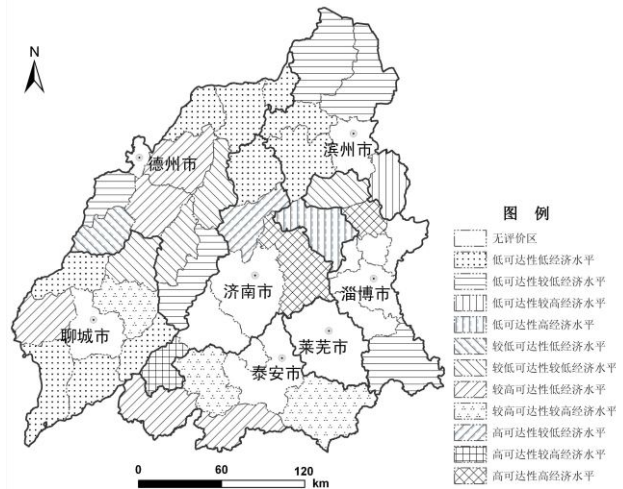 N
德州市
滨州市
济南市
淄博市
聊城市
莱芜市
泰安市
图 例
无评价区
低可达性低经济水平
低可达性较低经济水平
低可达性较高经济水平
低可达性高经济水平
较低可达性低经济水平
较低可达性较低经济水平
较高可达性低经济水平
较高可达性较高经济水平
高可达性较低经济水平
高可达性较高经济水平
高可达性高经济水平
0 60 120
km